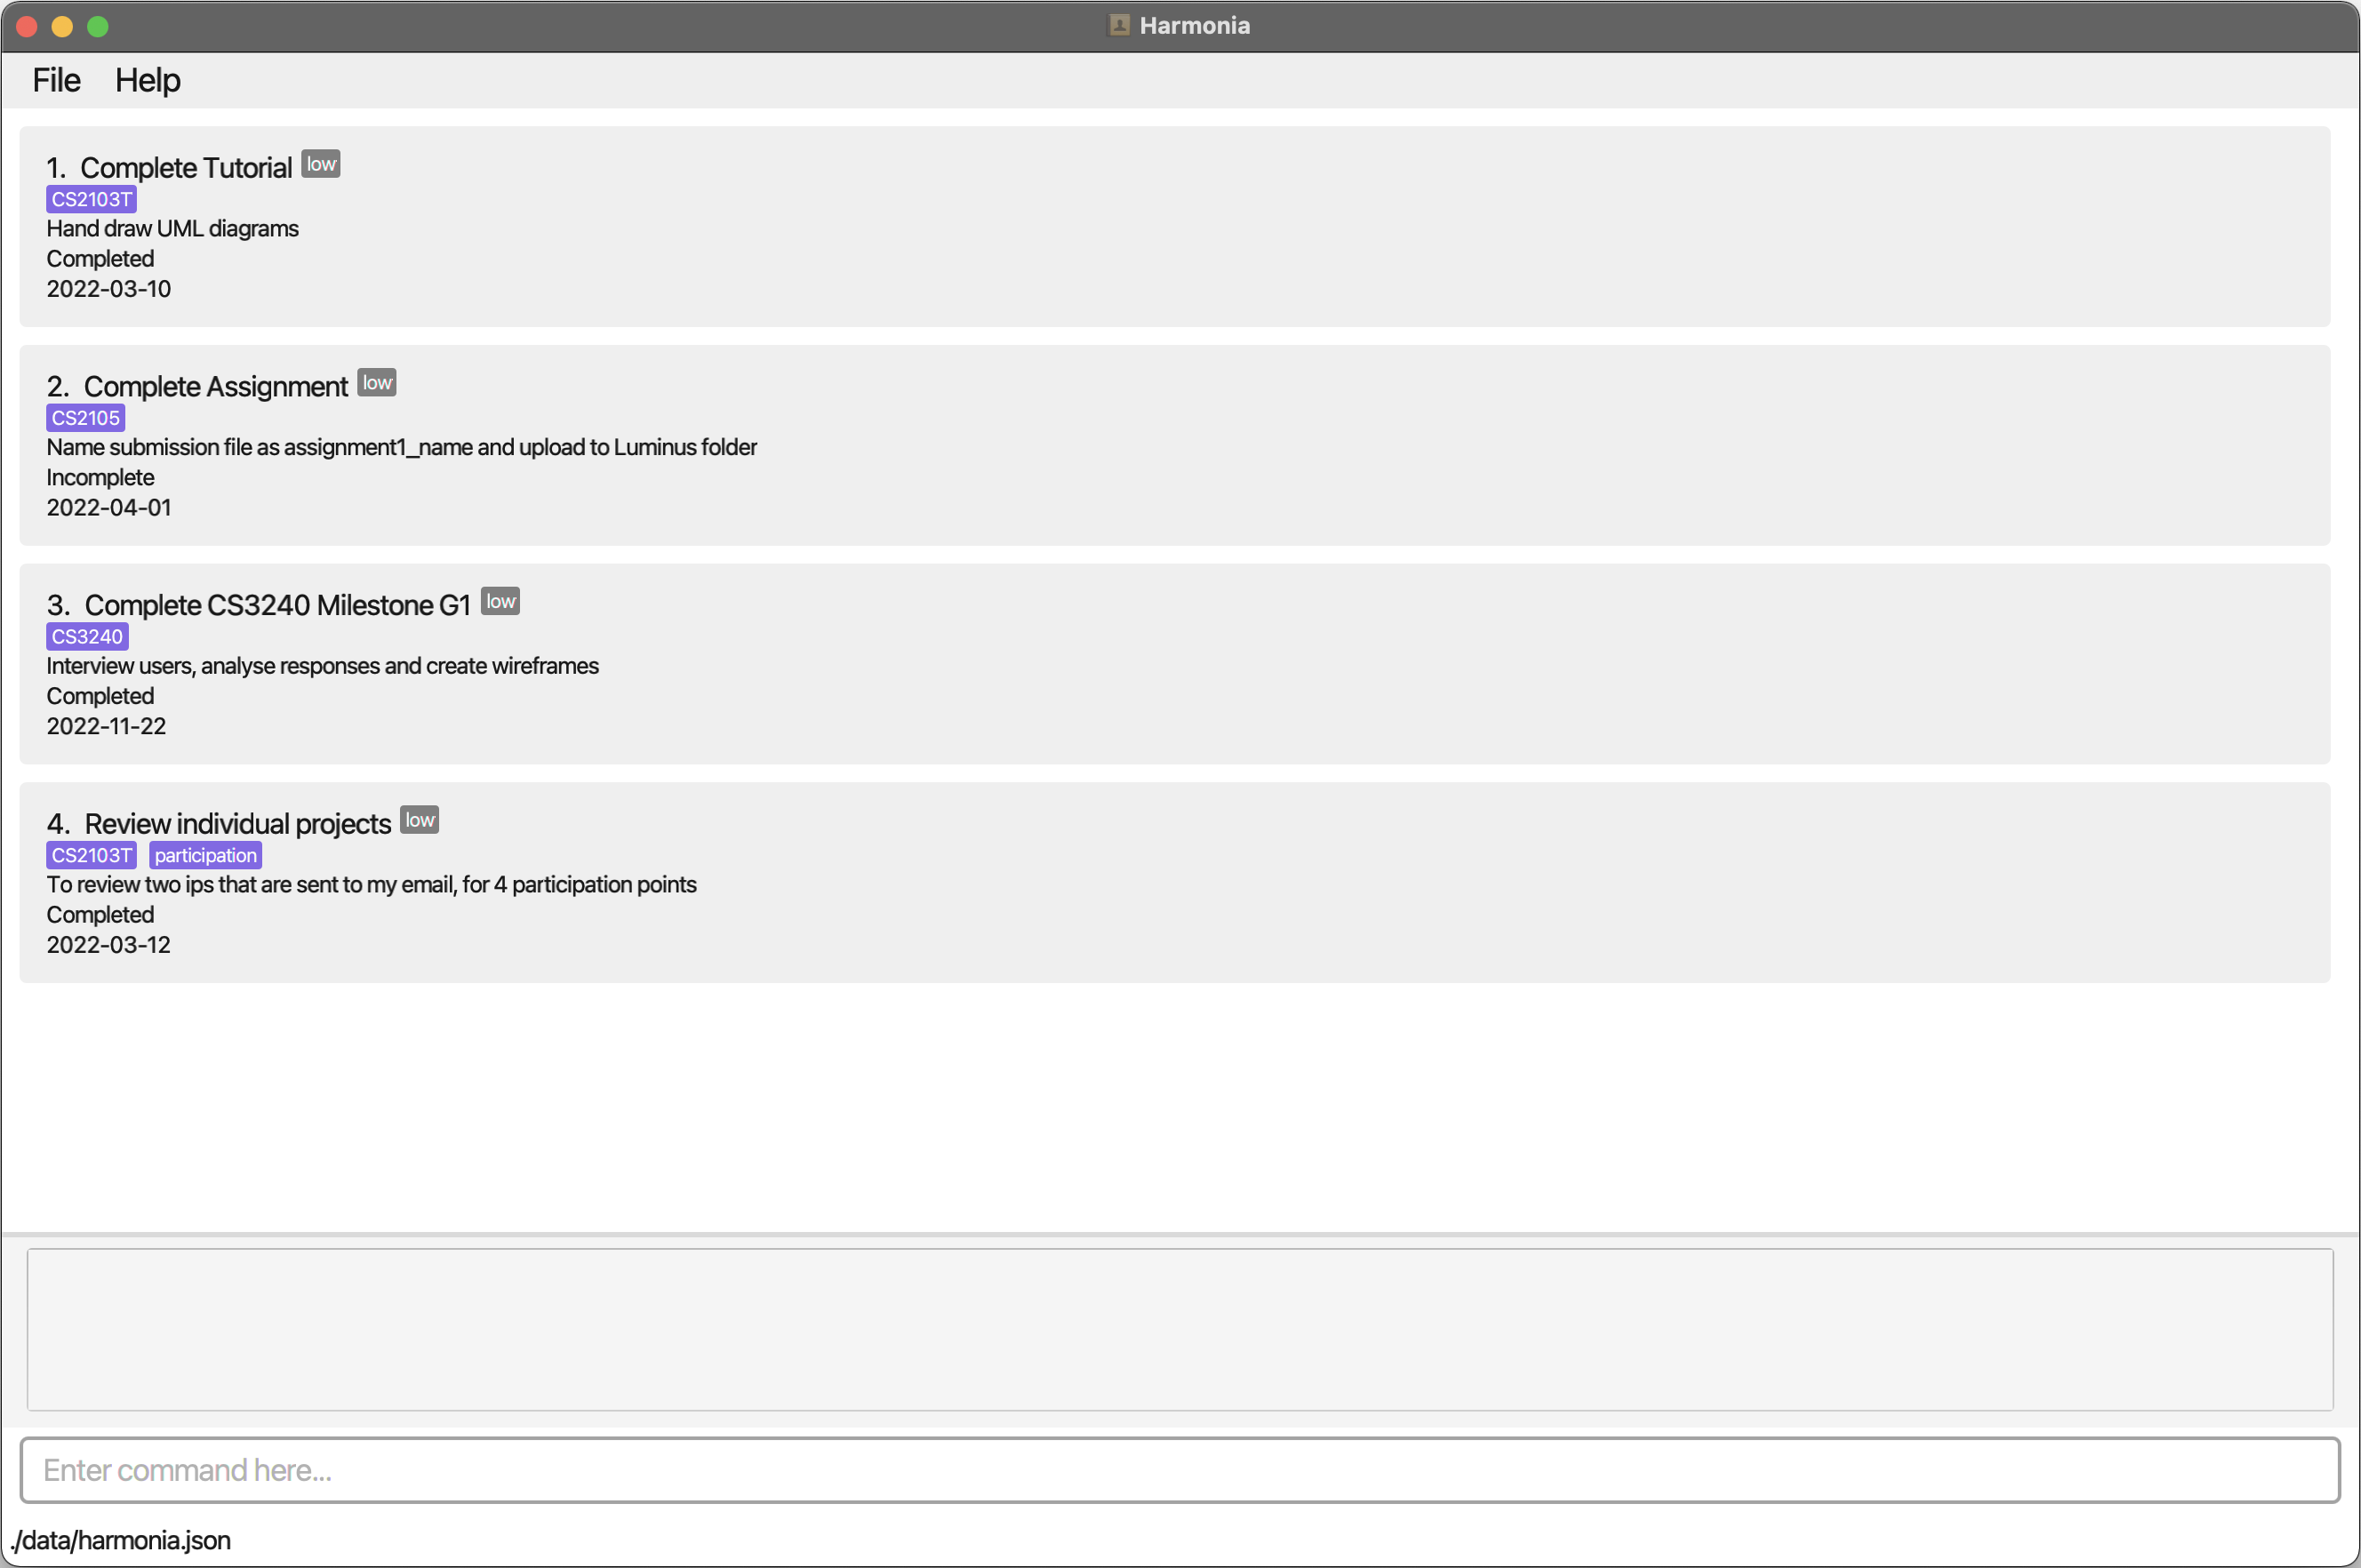 Harmonia
File Help
1. Complete Tutorial low
CS2103T
Hand draw UML diagrams
Completed
2022-03-10
2. Complete Assignment low
CS2105
Name submission file as assignment1_name and upload to Luminus folder
Incomplete
2022-04-01
3. Complete CS3240 Milestone G1 low
CS3240
Interview users, analyse responses and create wireframes
Completed
2022-11-22
4. Review individual projects low
CS2103T participation
To review two ips that are sent to my email, for 4 participation points
Completed
2022-03-12
Enter command here...
./data/harmonia.json